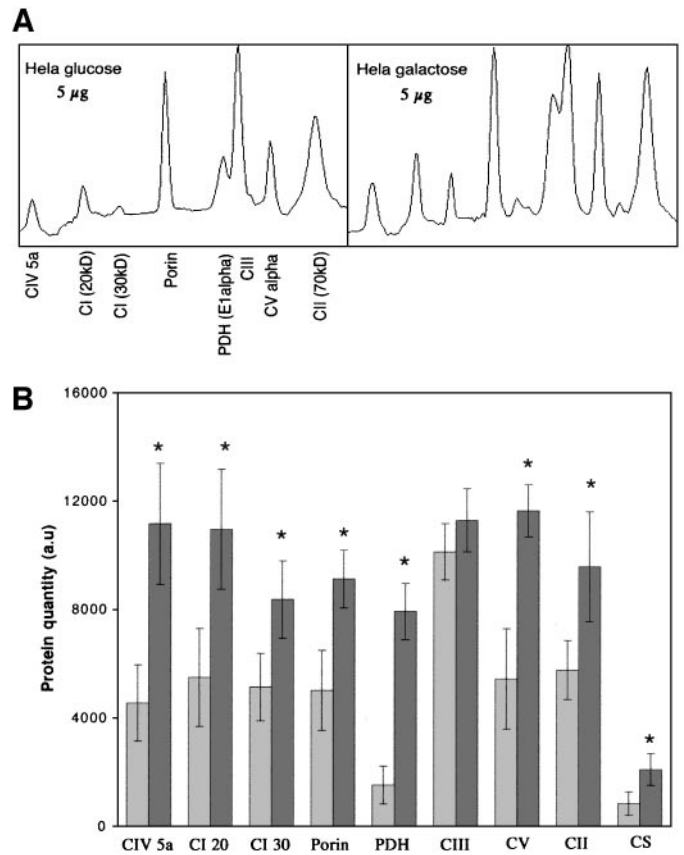 A
Hela glucose
5 µg
Hela galactose
5 µg
CIV 5a
CI (20kD)
CI (30kD)
Porin
PDH (E1alpha)
CIII
CV alpha
CII (70kD)
B
Protein quantity (a.u)
16000
12000
8000
4000
0
* * * * * * * *
CIV 5a CI 20 CI 30 Porin PDH CIII CV CII CS